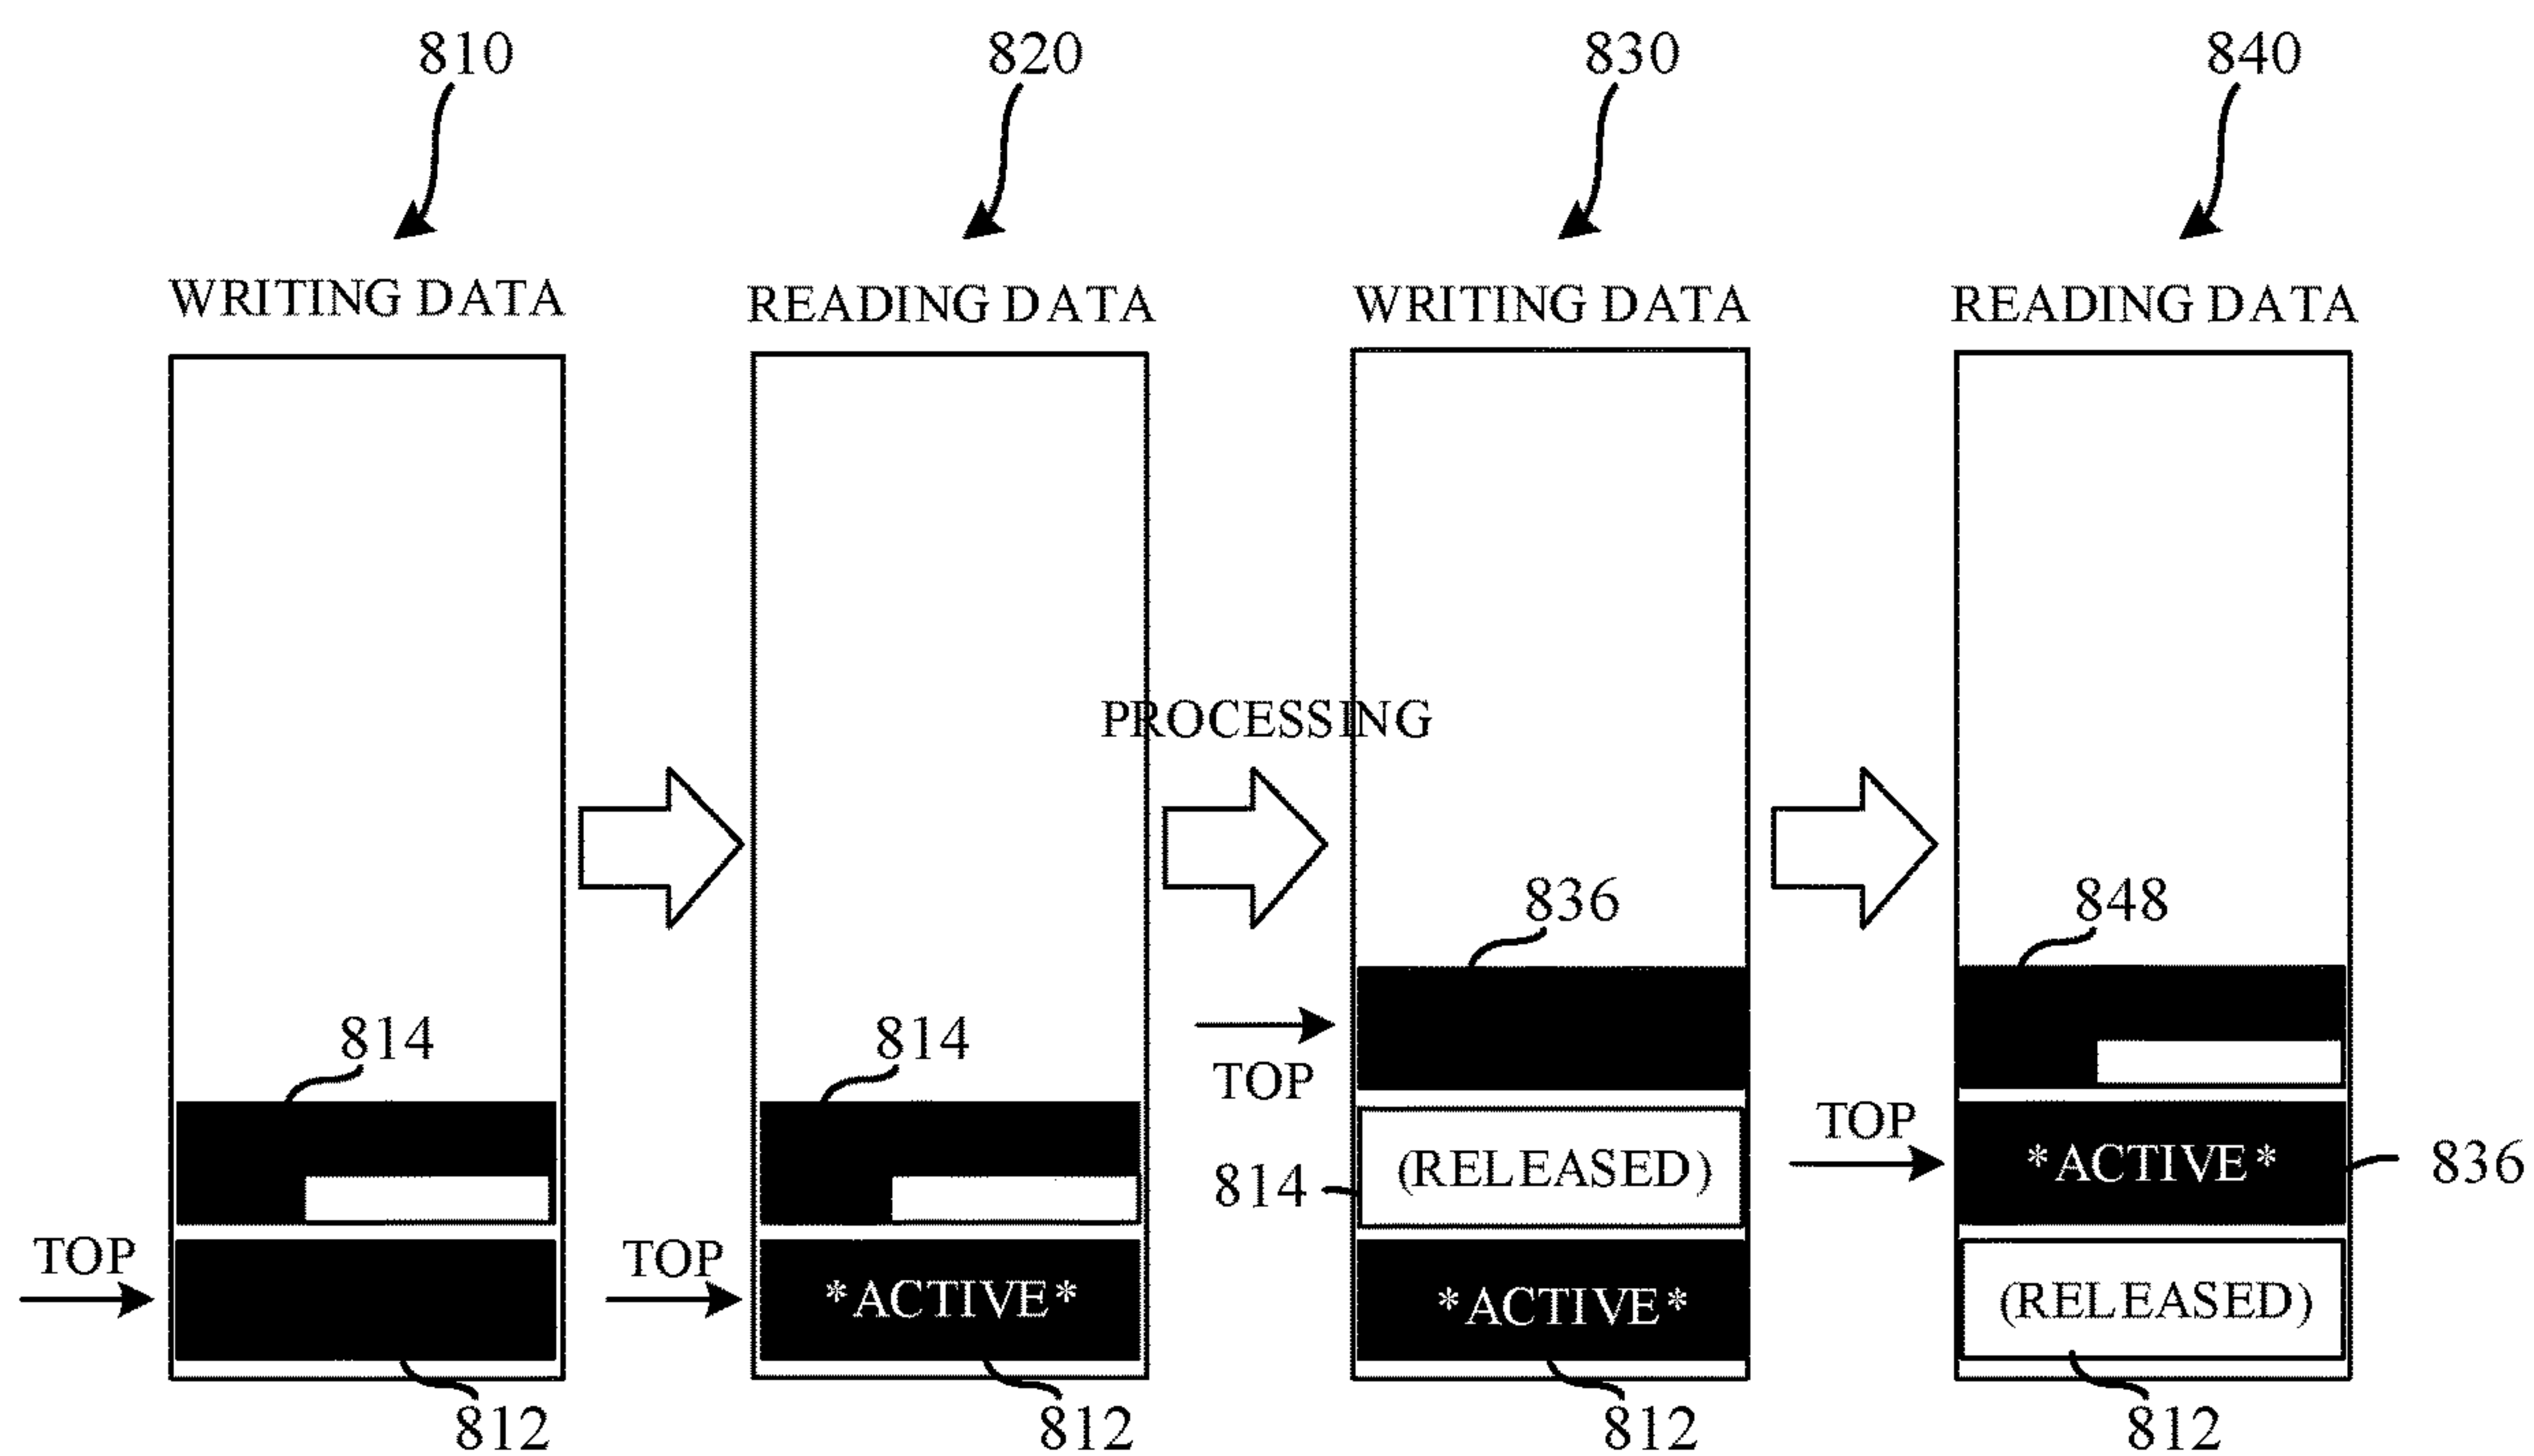 810 820 830 840
WRITING DATA READING DATA WRITING DATA READING DATA
PROCESSING
836 848
814 814
TOP TOP
*ACTIVE* 836
814 (RELEASED)
TOP TOP
*ACTIVE* *ACTIVE* (RELEASED)
812 812 812 812